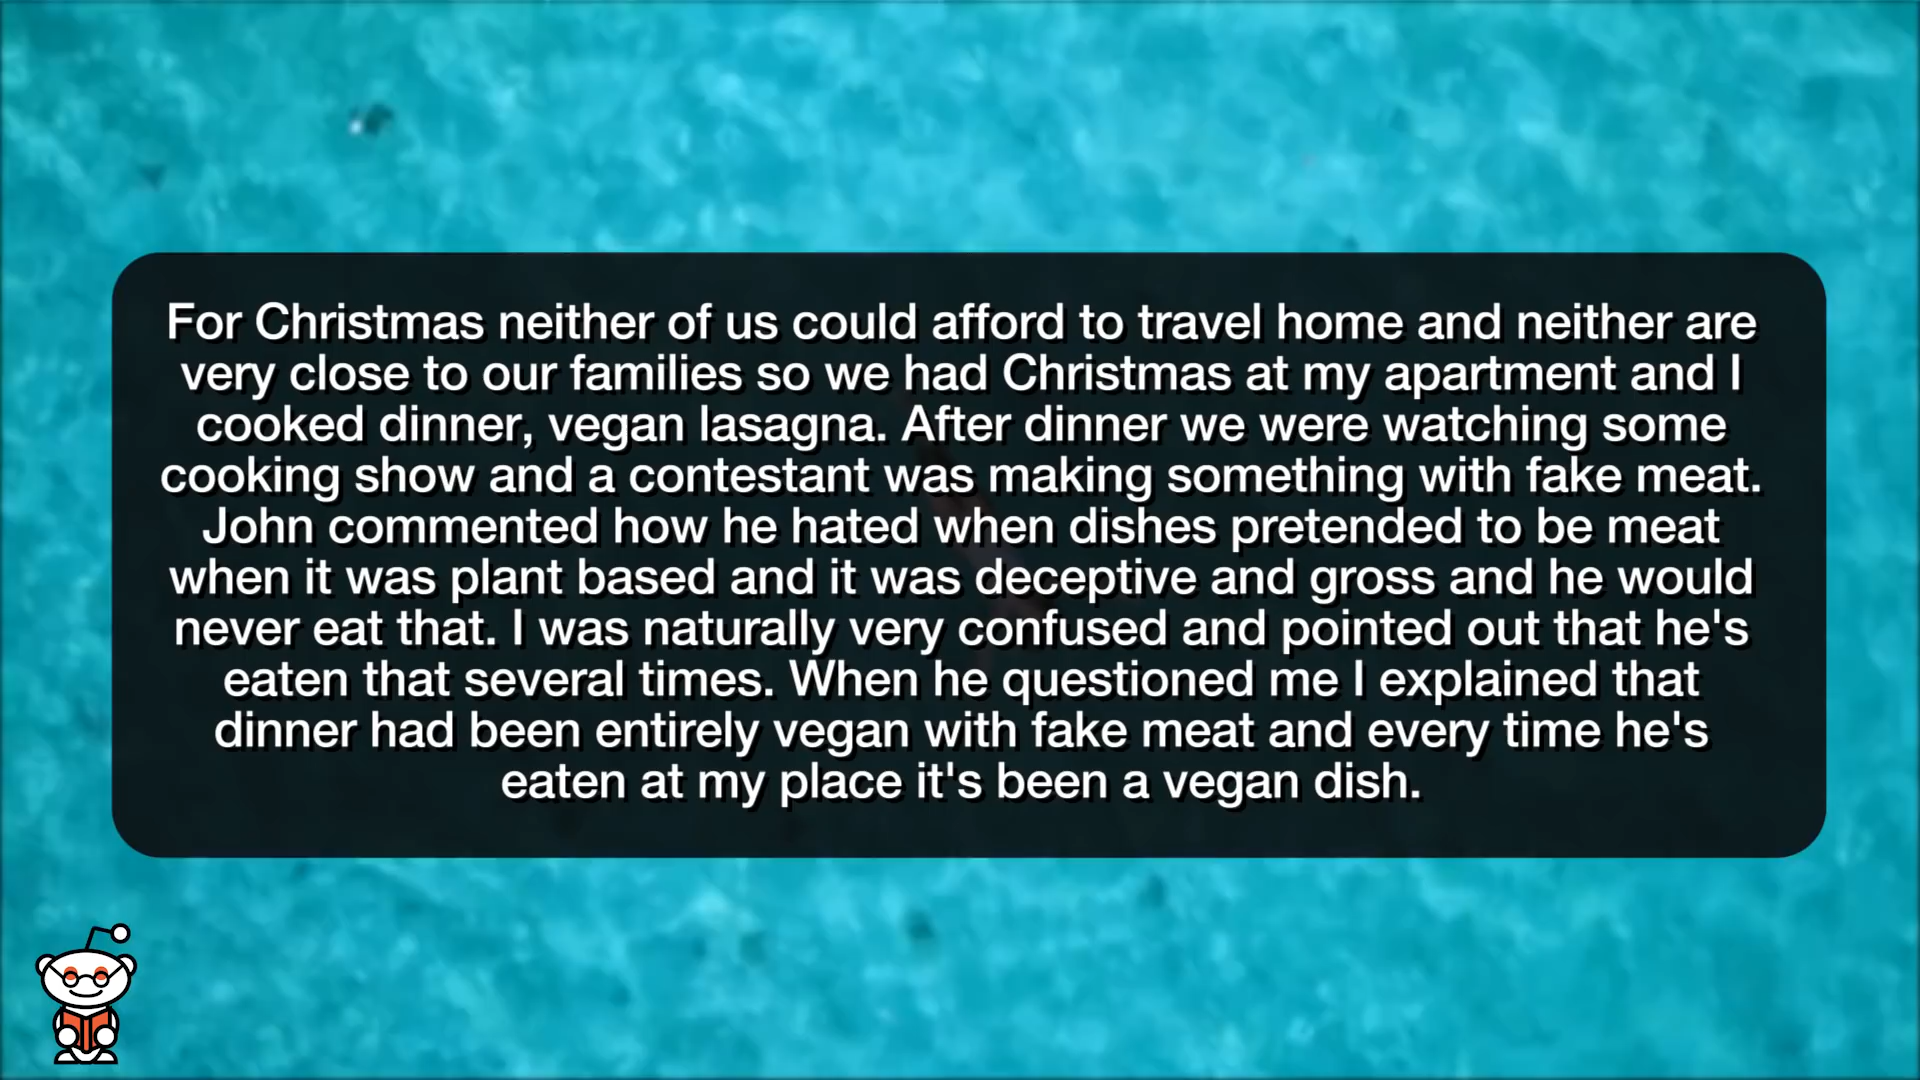 For Christmas neither of us could afford to travel home and neither are
very close to our families so we had Christmas at my apartment and I
cooked dinner, vegan lasagna. After dinner we were watching some
cooking show and a contestant was making something with fake meat.
John commented how he hated when dishes pretended to be meat
when it was plant based and it was deceptive and gross and he would
never eat that. I was naturally very confused and pointed out that he's
eaten that several times. When he questioned me I explained that
dinner had been entirely vegan with fake meat and every time he's
eaten at my place it's been a vegan dish.